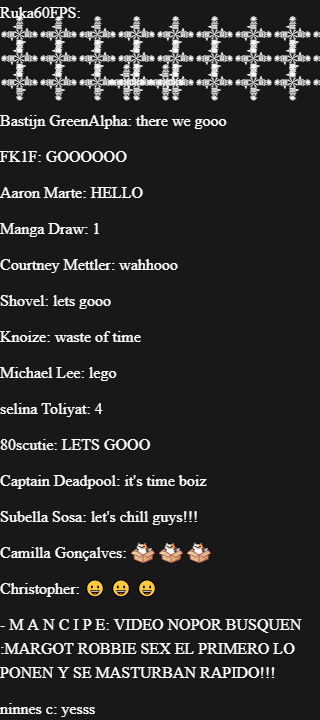 Ruka60FPS:
Bastijn GreenAlpha: there we gooo
FK1F: GOOOOOO
Aaron Marte: HELLO
Manga Draw: 1
Courtney Mettler: wahhooo
Shovel: lets gooo
Knoize: waste of time
Michael Lee: lego
selina Toliyat: 4
80scutie: LETS GOOO
Captain Deadpool: it's time boiz
Subella Sosa: let's chill guys!!!
Camilla Gonçalves:
Christopher: 😀 😀 😀
- M A N C I P E: VIDEO NOPOR BUSQUEN
:MARGOT ROBBIE SEX EL PRIMERO LO
PONEN Y SE MASTURBAN RAPIDO!!!
ninnes c: yesss